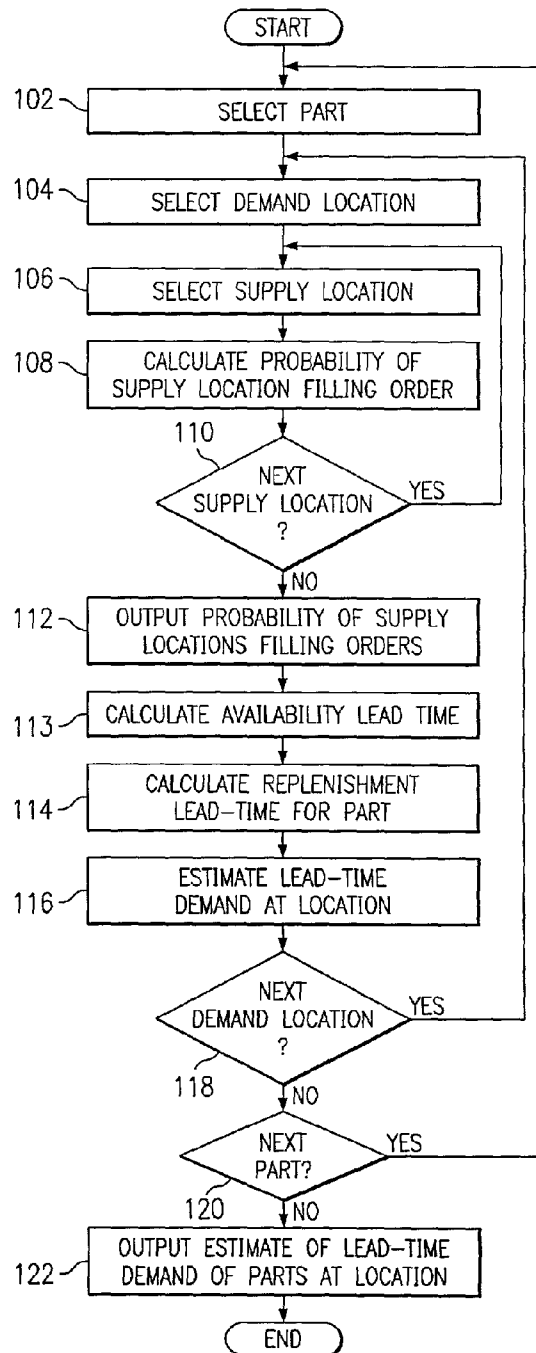 START
102
SELECT PART
104
SELECT DEMAND LOCATION
106
SELECT SUPPLY LOCATION
108
CALCULATE PROBABILITY OF
SUPPLY LOCATION FILLING ORDER
110
NEXT
SUPPLY LOCATION
?
YES
NO
112
OUTPUT PROBABILITY OF SUPPLY
LOCATIONS FILLING ORDERS
113
CALCULATE AVAILABILITY LEAD TIME
114
CALCULATE REPLENISHMENT
LEAD-TIME FOR PART
116
ESTIMATE LEAD-TIME
DEMAND AT LOCATION
NEXT
DEMAND LOCATION
?
YES
118
NO
NEXT
PART?
YES
120
NO
122
OUTPUT ESTIMATE OF LEAD-TIME
DEMAND OF PARTS AT LOCATION
END